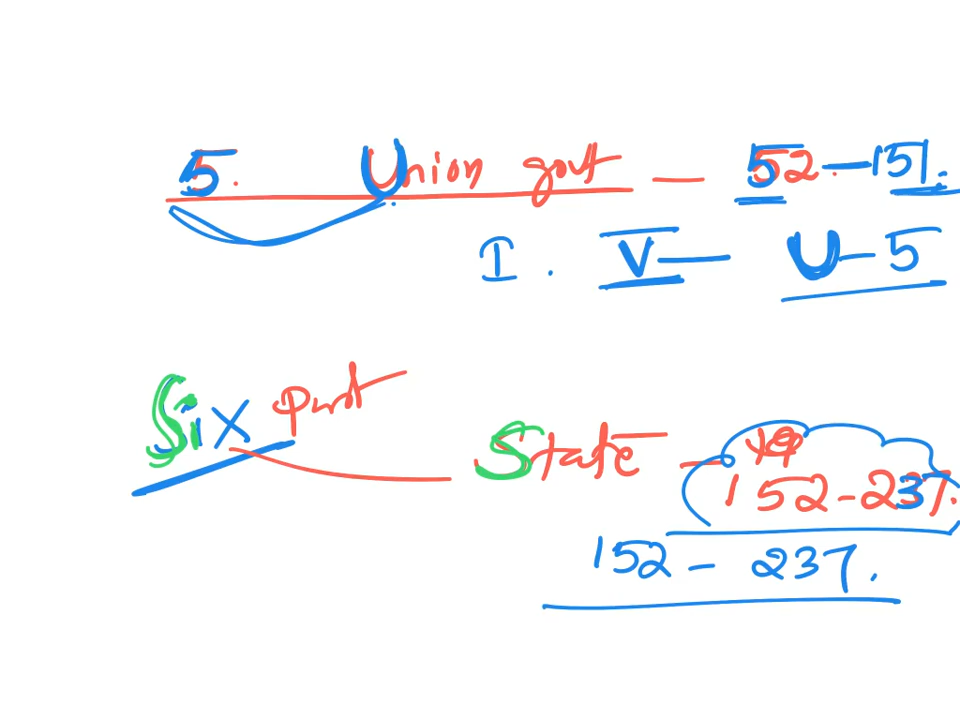 5. Union govt — 52 — 151.
I. V — U — 5
Six part State — 152 - 237.
152 - 237.